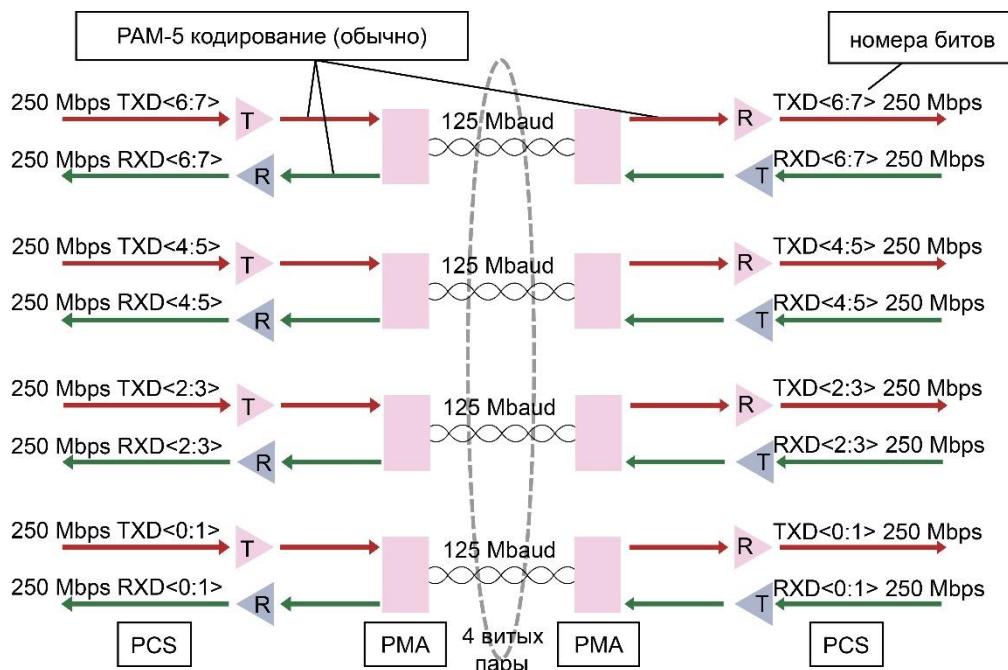 PAM-5 кодирование (обычно)
номера битов
250 Mbps TXD<6:7>
T
125 Mbaud
R
TXD<6:7> 250 Mbps
250 Mbps RXD<6:7>
R
T
RXD<6:7> 250 Mbps
250 Mbps TXD<4:5>
T
125 Mbaud
R
TXD<4:5> 250 Mbps
250 Mbps RXD<4:5>
R
T
RXD<4:5> 250 Mbps
250 Mbps TXD<2:3>
T
125 Mbaud
R
TXD<2:3> 250 Mbps
250 Mbps RXD<2:3>
R
T
RXD<2:3> 250 Mbps
250 Mbps TXD<0:1>
T
125 Mbaud
R
TXD<0:1> 250 Mbps
250 Mbps RXD<0:1>
R
T
RXD<0:1> 250 Mbps
PCS
PMA
4 витых
пары
PMA
PCS